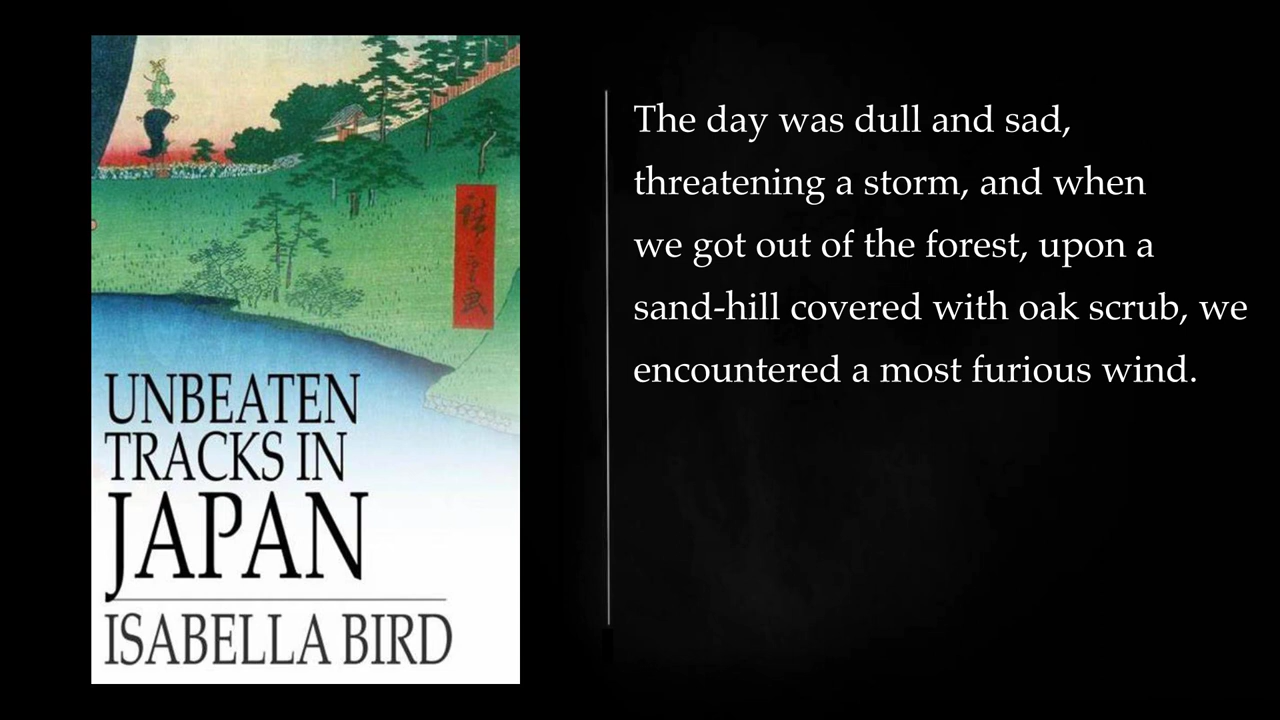 UNBEATEN
TRACKS IN
JAPAN
ISABELLA BIRD
The day was dull and sad,
threatening a storm, and when
we got out of the forest, upon a
sand-hill covered with oak scrub, we
encountered a most furious wind.